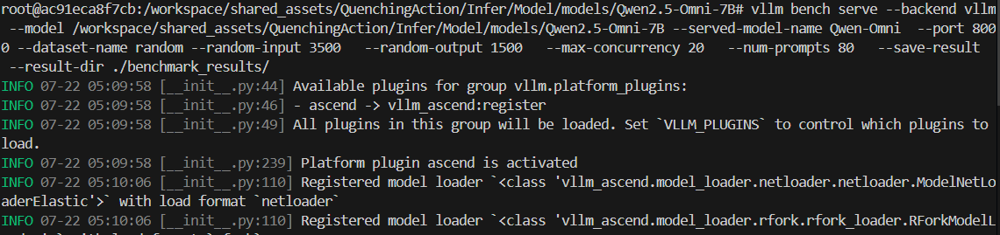 root@ac91eca8f7cb:/workspace/shared_assets/QuenchingAction/Infer/Model/models/Qwen2.5-Omni-7B# vllm bench serve --backend vllm
 --model /workspace/shared_assets/QuenchingAction/Infer/Model/models/Qwen2.5-Omni-7B --served-model-name Qwen-Omni  --port 800
0 --dataset-name random --random-input 3500   --random-output 1500   --max-concurrency 20   --num-prompts 80   --save-result
 --result-dir ./benchmark_results/
INFO 07-22 05:09:58 [__init__.py:44] Available plugins for group vllm.platform_plugins:
INFO 07-22 05:09:58 [__init__.py:46] - ascend -> vllm_ascend:register
INFO 07-22 05:09:58 [__init__.py:49] All plugins in this group will be loaded. Set `VLLM_PLUGINS` to control which plugins to
load.
INFO 07-22 05:09:58 [__init__.py:239] Platform plugin ascend is activated
INFO 07-22 05:10:06 [__init__.py:110] Registered model loader `<class 'vllm_ascend.model_loader.netloader.netloader.ModelNetLo
aderElastic'>` with load format `netloader`
INFO 07-22 05:10:06 [__init__.py:110] Registered model loader `<class 'vllm_ascend.model_loader.rfork.rfork_loader.RForkModelL